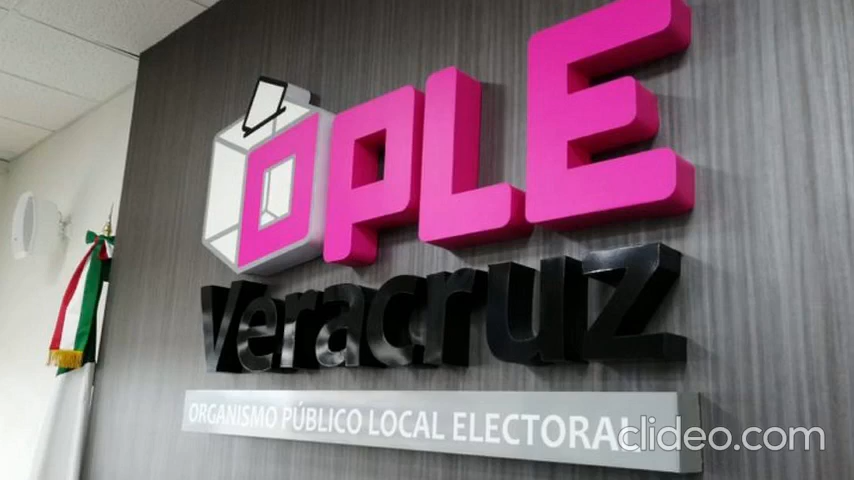 OPLE
Veracruz
ORGANISMO PÚBLICO LOCAL ELECTORAL
clideo.com